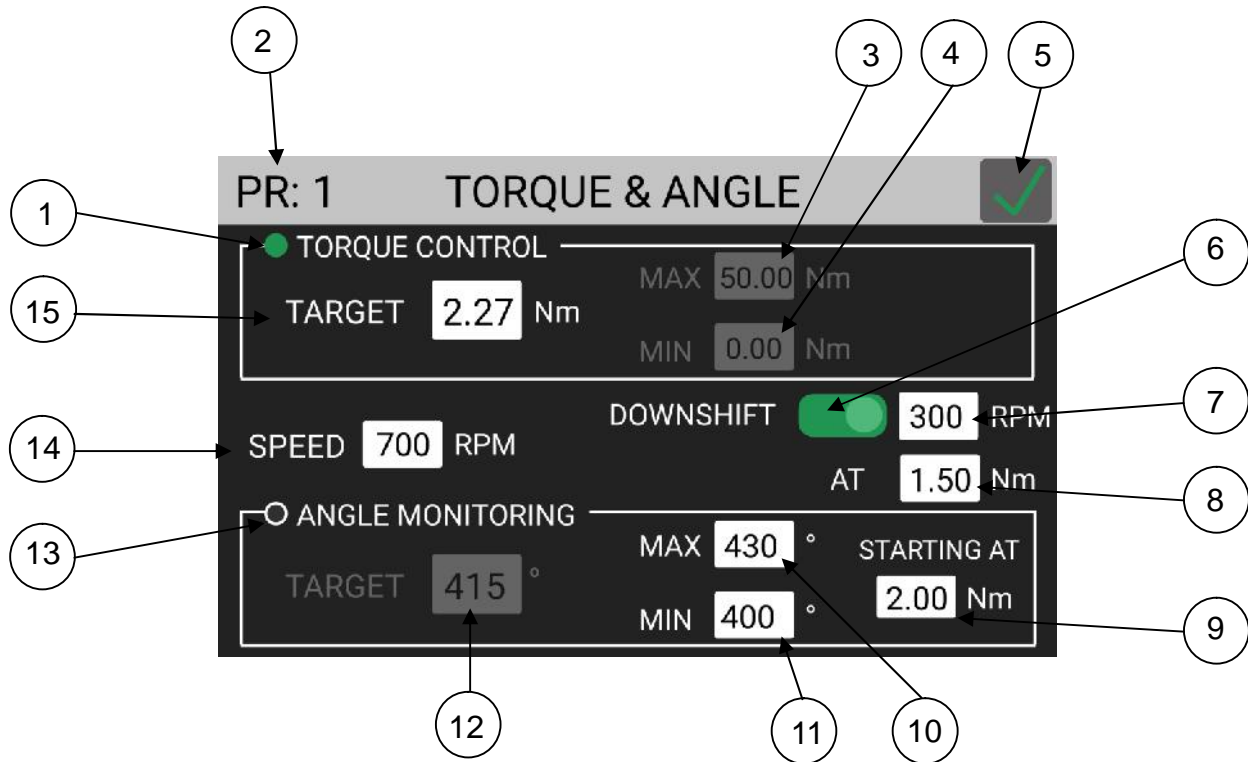 2
3
4
5
PR: 1 TORQUE & ANGLE
1
TORQUE CONTROL
MAX 50.00 Nm
6
15
TARGET 2.27 Nm
MIN 0.00 Nm
DOWNSHIFT 300 RPM
7
14
SPEED 700 RPM
AT 1.50 Nm
8
13
ANGLE MONITORING
MAX 430 °
STARTING AT
TARGET 415 °
2.00 Nm
MIN 400 °
9
12
11
10